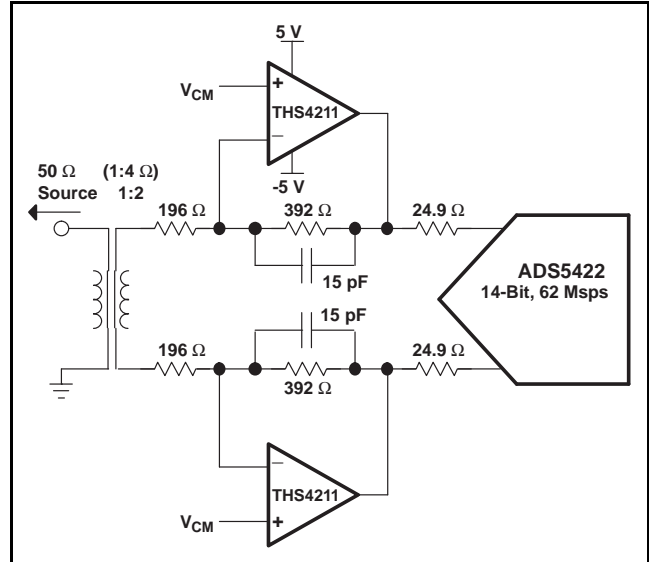 5 V
V_CM
+
THS4211
−
-5 V
50 Ω (1:4 Ω)
Source 1:2
196 Ω
392 Ω
24.9 Ω
15 pF
ADS5422
14-Bit, 62 Msps
15 pF
196 Ω
392 Ω
24.9 Ω
−
THS4211
V_CM
+